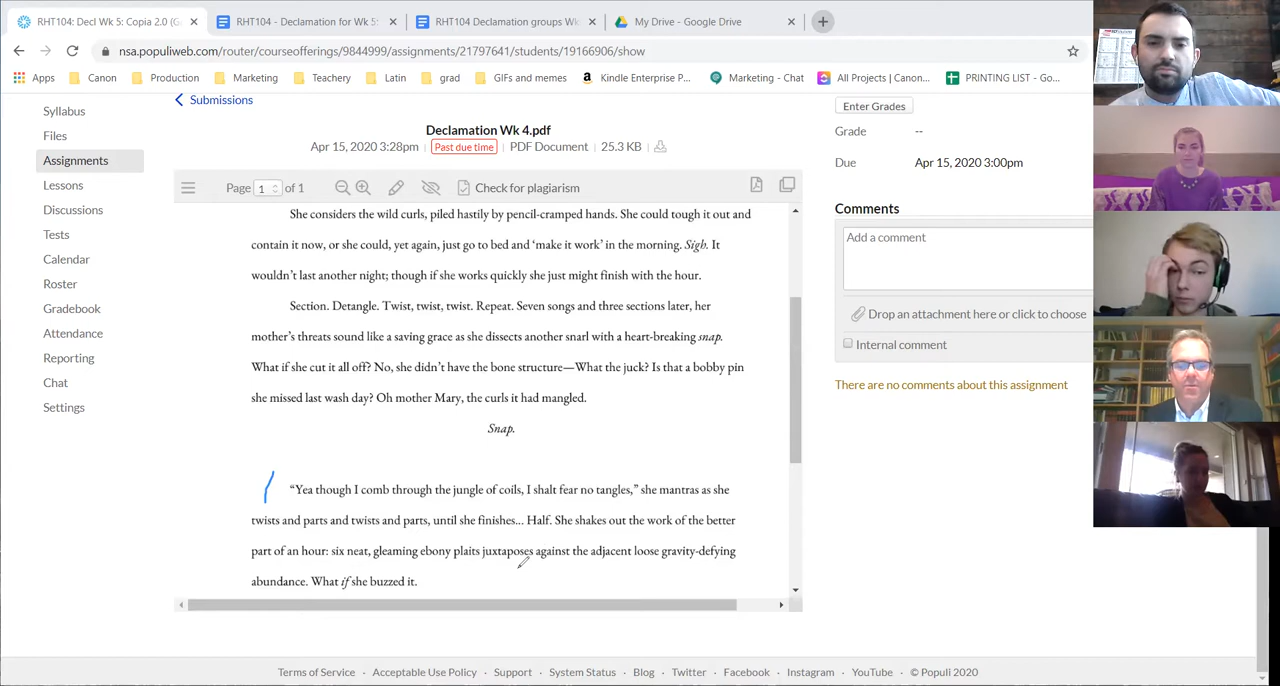 RHT104: Decl Wk 5: Copia 2.0 (G
RHT104 - Declamation for Wk 5:
RHT104 Declamation groups Wk
My Drive - Google Drive
nsa.populiweb.com/router/courseofferings/9844999/assignments/21797641/students/19166906/show
Apps
Canon
Production
Marketing
Teachery
Latin
grad
GIFs and memes
Kindle Enterprise P...
Marketing - Chat
All Projects (Canon...
PRINTING LIST - Go...
Syllabus
Files
Assignments
Lessons
Discussions
Tests
Calendar
Roster
Gradebook
Attendance
Reporting
Chat
Settings
Submissions
Declamation Wk 4.pdf
Apr 15, 2020 3:28pm Past due time PDF Document 25.3 KB
Page 1 of 1
Check for plagiarism
She considers the wild curls, piled hastily by pencil-cramped hands. She could tough it out and
contain it now, or she could, yet again, just go to bed and ‘make it work’ in the morning. Sigh. It
wouldn’t last another night; though if she works quickly she just might finish with the hour.
Section. Detangle. Twist, twist, twist. Repeat. Seven songs and three sections later, her
mother’s threats sound like a saving grace as she dissects another snarl with a heart-breaking snap.
What if she cut it all off? No, she didn’t have the bone structure—What the juck? Is that a bobby pin
she missed last wash day? Oh mother Mary, the curls it had mangled.
Snap.
“Yea though I comb through the jungle of coils, I shalt fear no tangles,” she mantras as she
twists and parts and twists and parts, until she finishes... Half. She shakes out the work of the better
part of an hour: six neat, gleaming ebony plaits juxtaposes against the adjacent loose gravity-defying
abundance. What if she buzzed it.
Enter Grades
Grade --
Due Apr 15, 2020 3:00pm
Comments
Add a comment
Drop an attachment here or click to choose
Internal comment
There are no comments about this assignment
Terms of Service · Acceptable Use Policy · Support · System Status · Blog · Twitter · Facebook · Instagram · YouTube · © Populi 2020